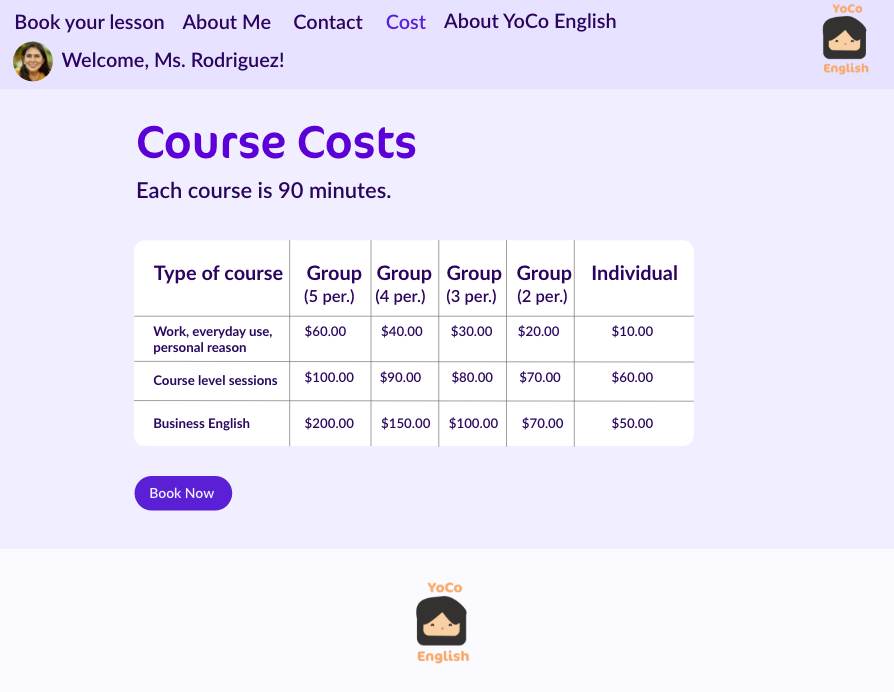 Book your lesson About Me Contact Cost About YoCo English
YoCo
English
Welcome, Ms. Rodriguez!
Course Costs
Each course is 90 minutes.
Type of course Group Group Group Group Individual
(5 per.) (4 per.) (3 per.) (2 per.)
Work, everyday use, $60.00 $40.00 $30.00 $20.00 $10.00
personal reason
Course level sessions $100.00 $90.00 $80.00 $70.00 $60.00
Business English $200.00 $150.00 $100.00 $70.00 $50.00
Book Now
YoCo
English